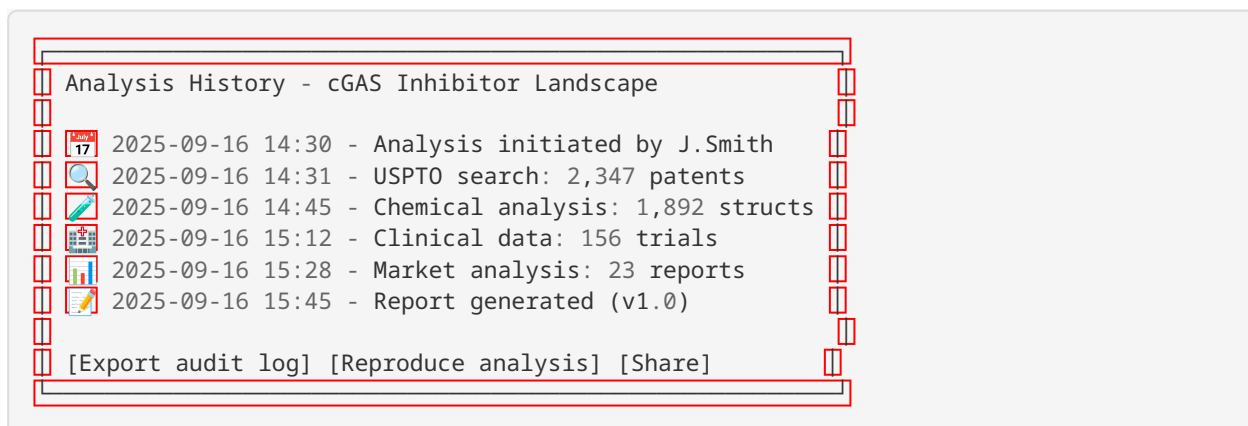 Analysis History - cGAS Inhibitor Landscape
📅 2025-09-16 14:30 - Analysis initiated by J.Smith
🔍 2025-09-16 14:31 - USPTO search: 2,347 patents
🧪 2025-09-16 14:45 - Chemical analysis: 1,892 structs
🏥 2025-09-16 15:12 - Clinical data: 156 trials
📊 2025-09-16 15:28 - Market analysis: 23 reports
📝 2025-09-16 15:45 - Report generated (v1.0)
[Export audit log] [Reproduce analysis] [Share]